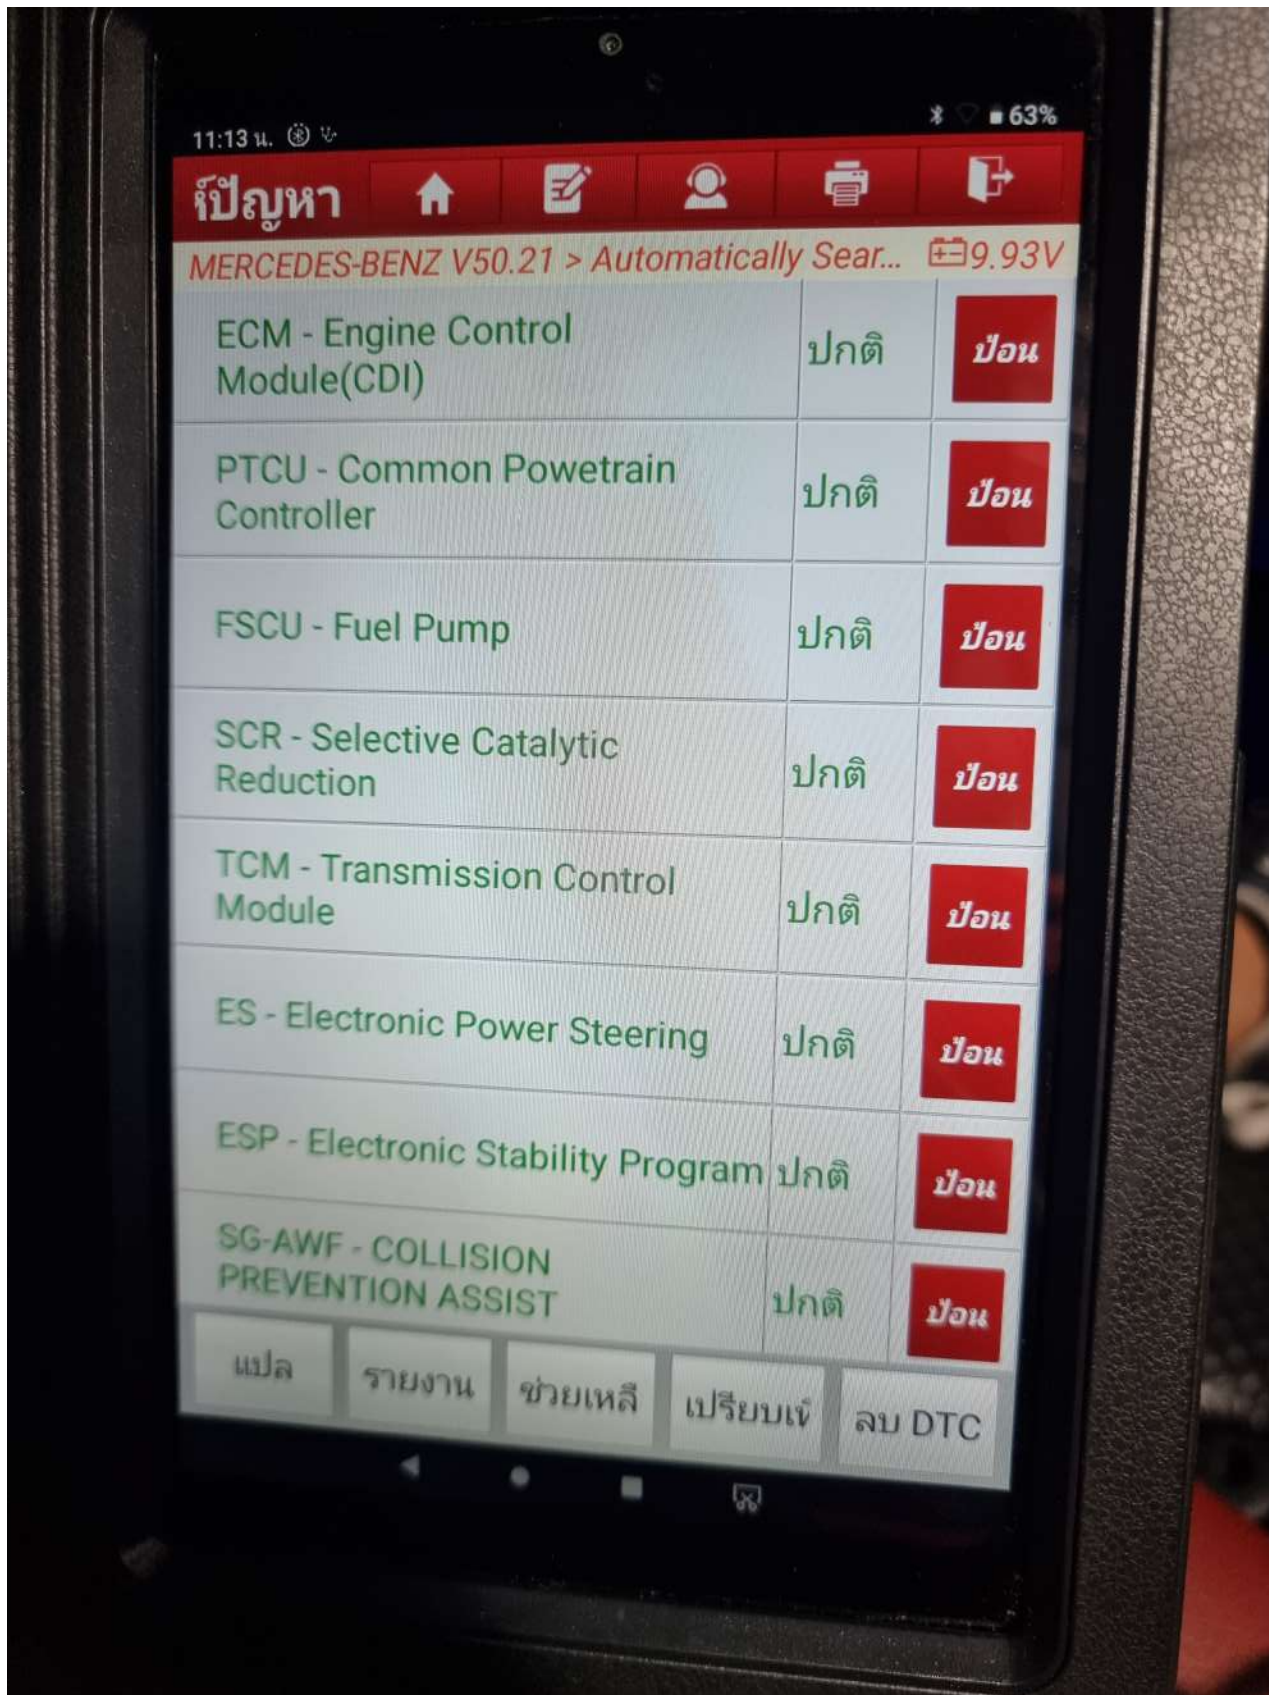 11:13 น.
63%
ห์ปัญหา
MERCEDES-BENZ V50.21 > Automatically Sear... 9.93V
ECM - Engine Control
Module(CDI)
ปกติ
ป้อน
PTCU - Common Powetrain
Controller
ปกติ
ป้อน
FSCU - Fuel Pump
ปกติ
ป้อน
SCR - Selective Catalytic
Reduction
ปกติ
ป้อน
TCM - Transmission Control
Module
ปกติ
ป้อน
ES - Electronic Power Steering
ปกติ
ป้อน
ESP - Electronic Stability Program
ปกติ
ป้อน
SG-AWF - COLLISION
PREVENTION ASSIST
ปกติ
ป้อน
แปล
รายงาน
ช่วยเหลื
เปรียบเ
ลบ DTC